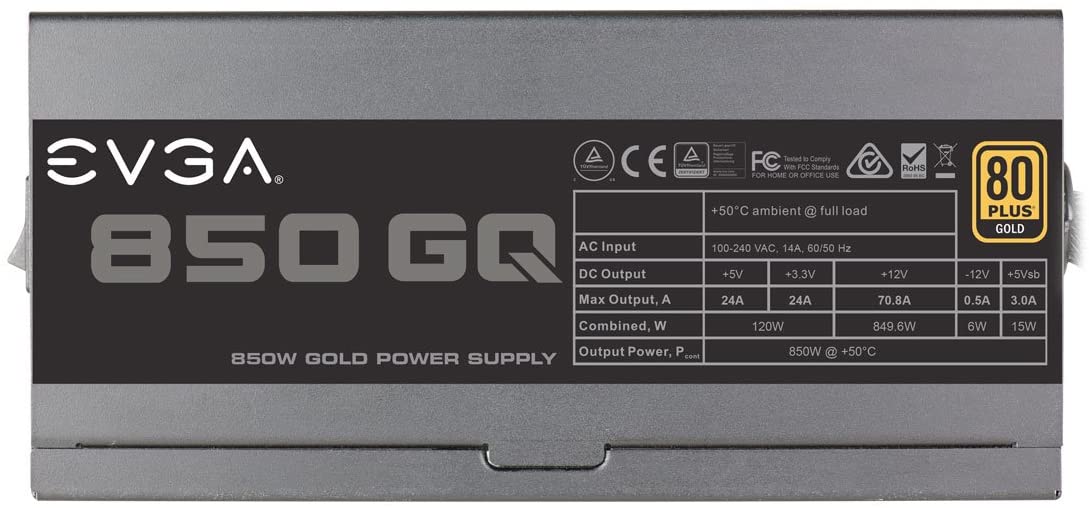 EVGA®
850 GQ
850W GOLD POWER SUPPLY
TÜVRheinland
CE
TÜVRheinland
FC Tested to Comply
With FCC Standards
FOR HOME OR OFFICE USE
RoHS
80
PLUS®
GOLD
+50°C ambient @ full load
AC Input 100-240 VAC, 14A, 60/50 Hz
DC Output +5V +3.3V +12V -12V +5Vsb
Max Output, A 24A 24A 70.8A 0.5A 3.0A
Combined, W 120W 849.6W 6W 15W
Output Power, Pcont 850W @ +50°C